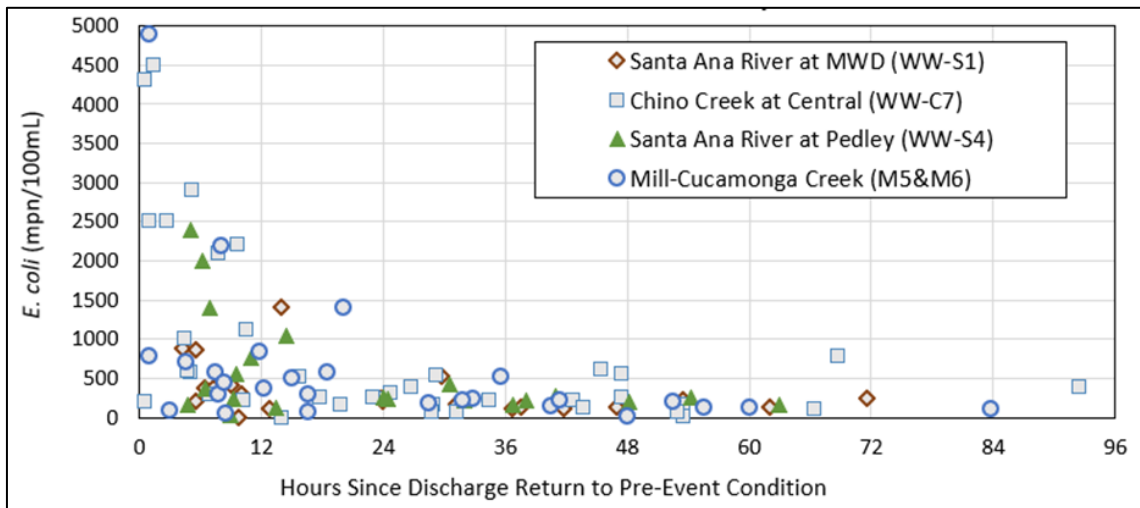 5000
4500
4000
3500
3000
2500
2000
1500
1000
500
0
E. coli (mpn/100mL)
Santa Ana River at MWD (WW-S1)
Chino Creek at Central (WW-C7)
Santa Ana River at Pedley (WW-S4)
Mill-Cucamonga Creek (M5&M6)
0 12 24 36 48 60 72 84 96
Hours Since Discharge Return to Pre-Event Condition